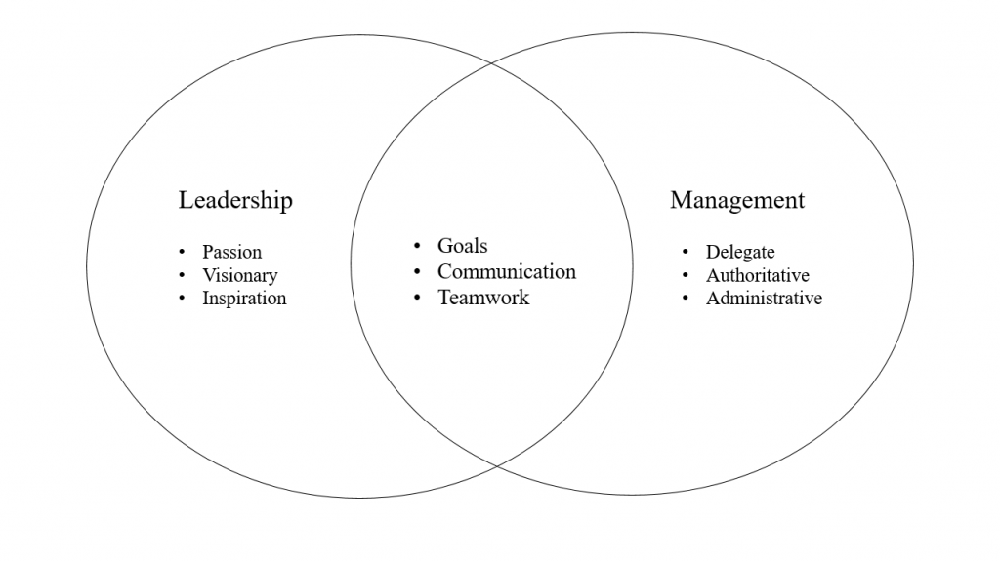 Leadership
• Passion
• Visionary
• Inspiration
• Goals
• Communication
• Teamwork
Management
• Delegate
• Authoritative
• Administrative